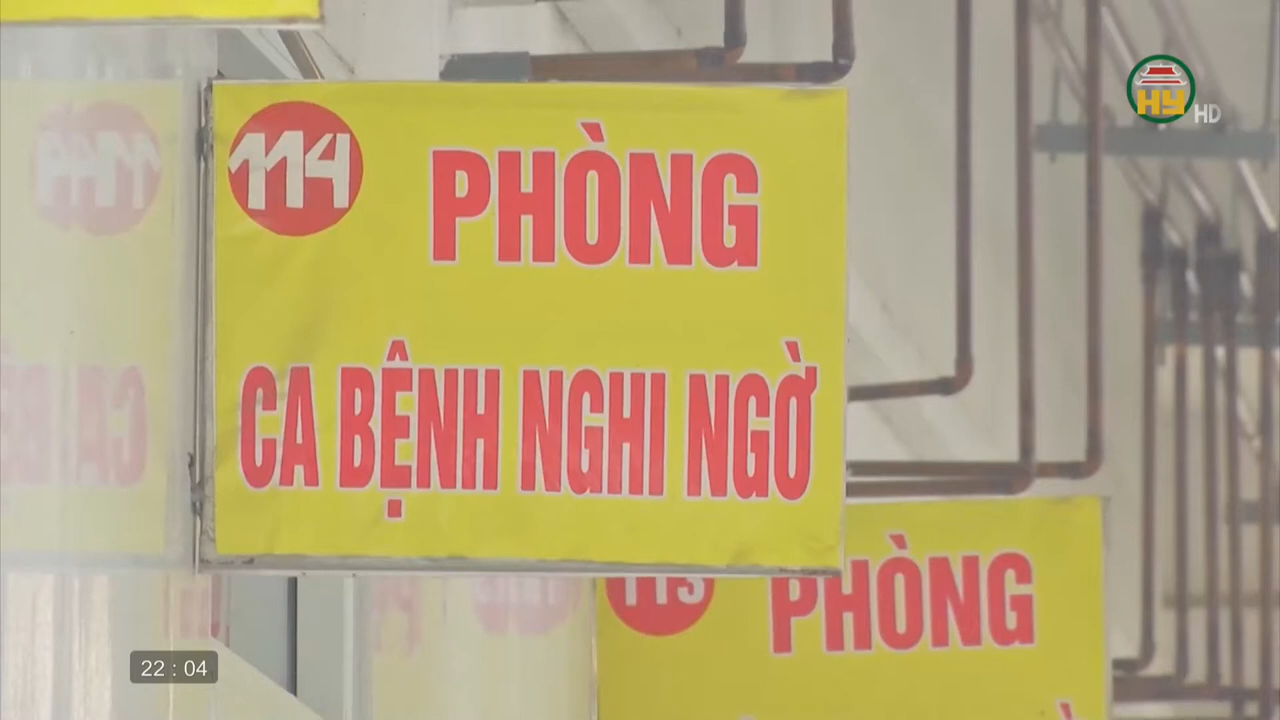 HY HD
114
PHÒNG
CA BỆNH NGHI NGỜ
PHÒNG
22 : 04